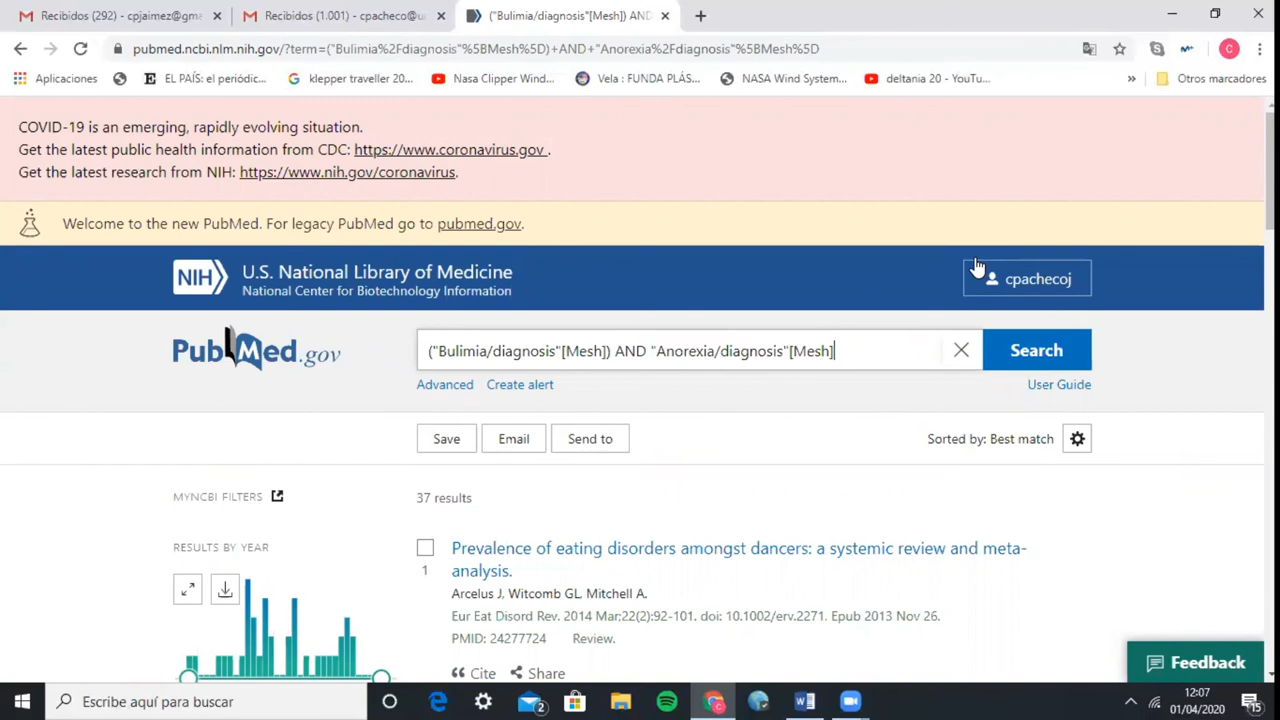 Recibidos (292) - cpjaimez@gm
Recibidos (1.001) - cpacheco@u
("Bulimia/diagnosis"[Mesh]) AND
pubmed.ncbi.nlm.nih.gov/?term=("Bulimia%2Fdiagnosis"%5BMesh%5D)+AND+"Anorexia%2Fdiagnosis"%5BMesh%5D
C
Aplicaciones
EL PAÍS: el periódic...
klepper traveller 20...
Nasa Clipper Wind...
Vela : FUNDA PLÁS...
NASA Wind System...
deltania 20 - YouTu...
»
Otros marcadores
COVID-19 is an emerging, rapidly evolving situation.
Get the latest public health information from CDC: https://www.coronavirus.gov .
Get the latest research from NIH: https://www.nih.gov/coronavirus.
Welcome to the new PubMed. For legacy PubMed go to pubmed.gov.
NIH
U.S. National Library of Medicine
National Center for Biotechnology Information
cpachecoj
PubMed.gov
("Bulimia/diagnosis"[Mesh]) AND "Anorexia/diagnosis"[Mesh]
Search
Advanced
Create alert
User Guide
Save
Email
Send to
Sorted by: Best match
MYNCBI FILTERS
37 results
RESULTS BY YEAR
Prevalence of eating disorders amongst dancers: a systemic review and meta-
analysis.
1
Arcelus J, Witcomb GL, Mitchell A.
Eur Eat Disord Rev. 2014 Mar;22(2):92-101. doi: 10.1002/erv.2271. Epub 2013 Nov 26.
PMID: 24277724
Review.
Cite
Share
Feedback
Escribe aquí para buscar
2
12:07
01/04/2020
15